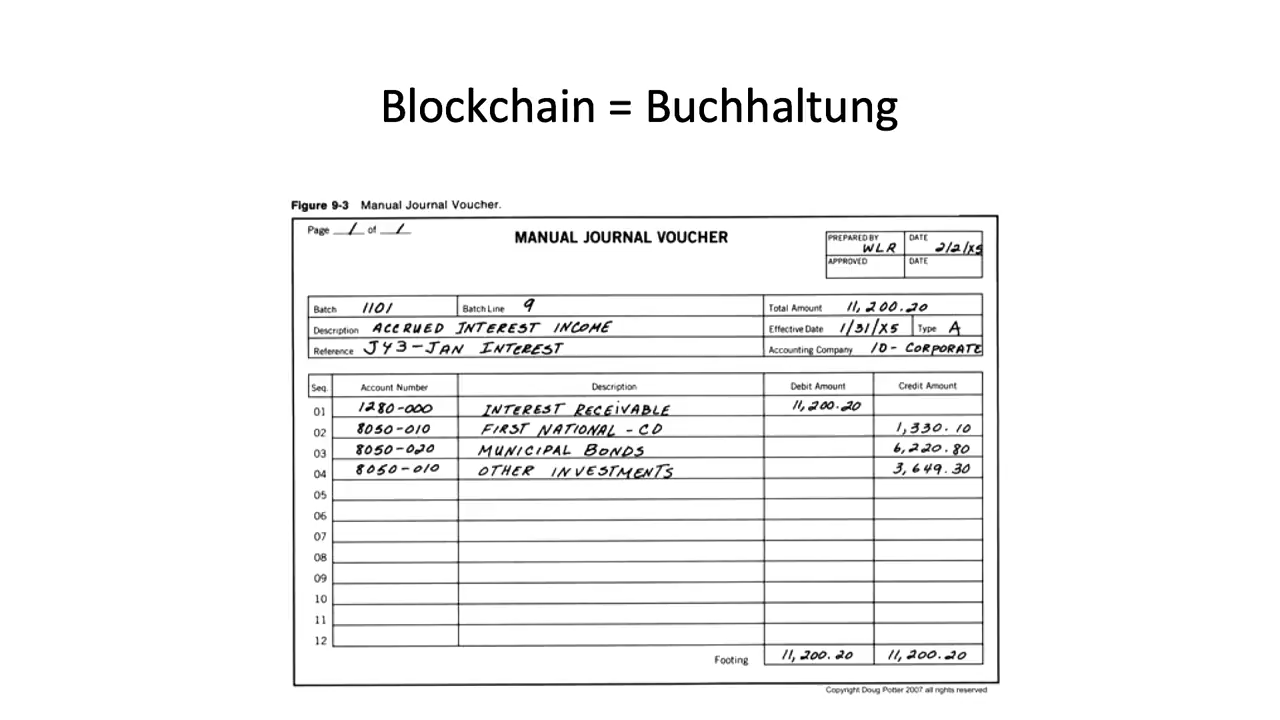 Blockchain = Buchhaltung
Figure 9-3 Manual Journal Voucher.
Page 1 of 1
MANUAL JOURNAL VOUCHER
PREPARED BY WLR DATE 2/2/X5
APPROVED DATE
Batch 1101 Batch Line 9 Total Amount 11,200.20
Description ACCRUED INTEREST INCOME Effective Date 1/31/X5 Type A
Reference JY3-JAN INTEREST Accounting Company 10- CORPORATE
Seq. Account Number Description Debit Amount Credit Amount
01 1280-000 INTEREST RECEIVABLE 11,200.20
02 8050-010 FIRST NATIONAL - CD 1,330.10
03 8050-020 MUNICIPAL BONDS 6,220.80
04 8050-010 OTHER INVESTMENTS 3,649.30
05
06
07
08
09
10
11
12
Footing 11,200.20 11,200.20
Copyright Doug Potter 2007 all rights reserved